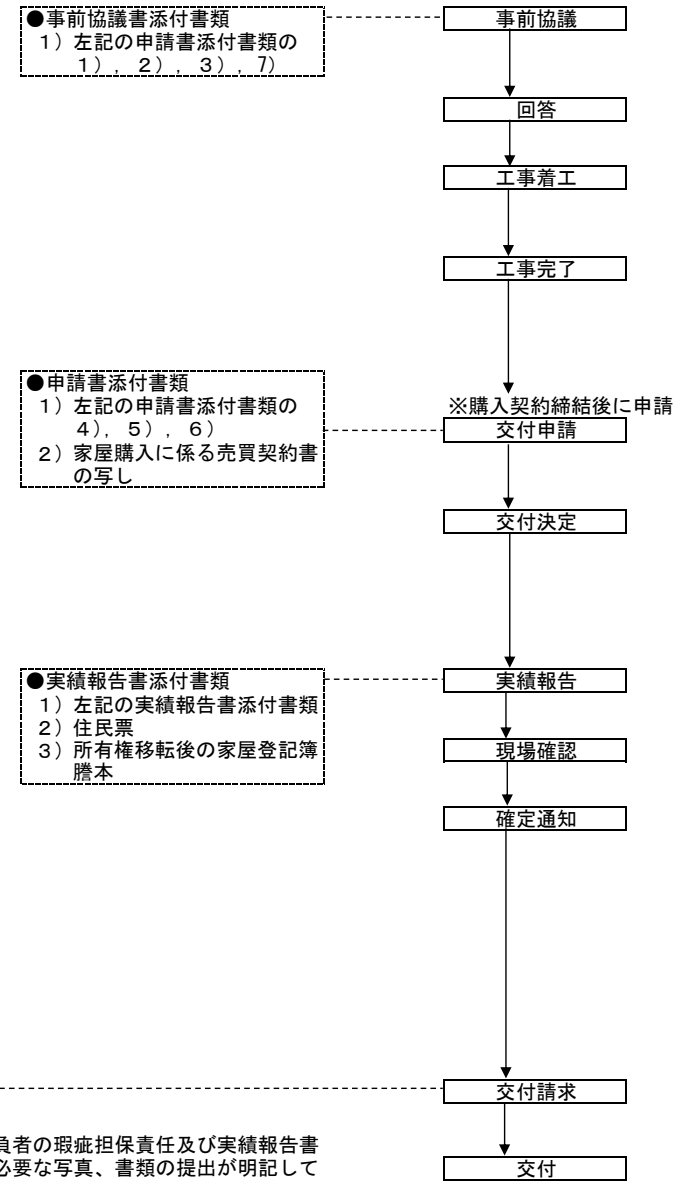 ●事前協議書添付書類
1）左記の申請書添付書類の
1），2），3），7）
事前協議
回答
工事着工
工事完了
●申請書添付書類
1）左記の申請書添付書類の
4），5），6）
2）家屋購入に係る売買契約書
の写し
※購入契約締結後に申請
交付申請
交付決定
●実績報告書添付書類
1）左記の実績報告書添付書類
2）住民票
3）所有権移転後の家屋登記簿
謄本
実績報告
現場確認
確定通知
交付請求
負者の瑕疵担保責任及び実績報告書
必要な写真、書類の提出が明記して
交付